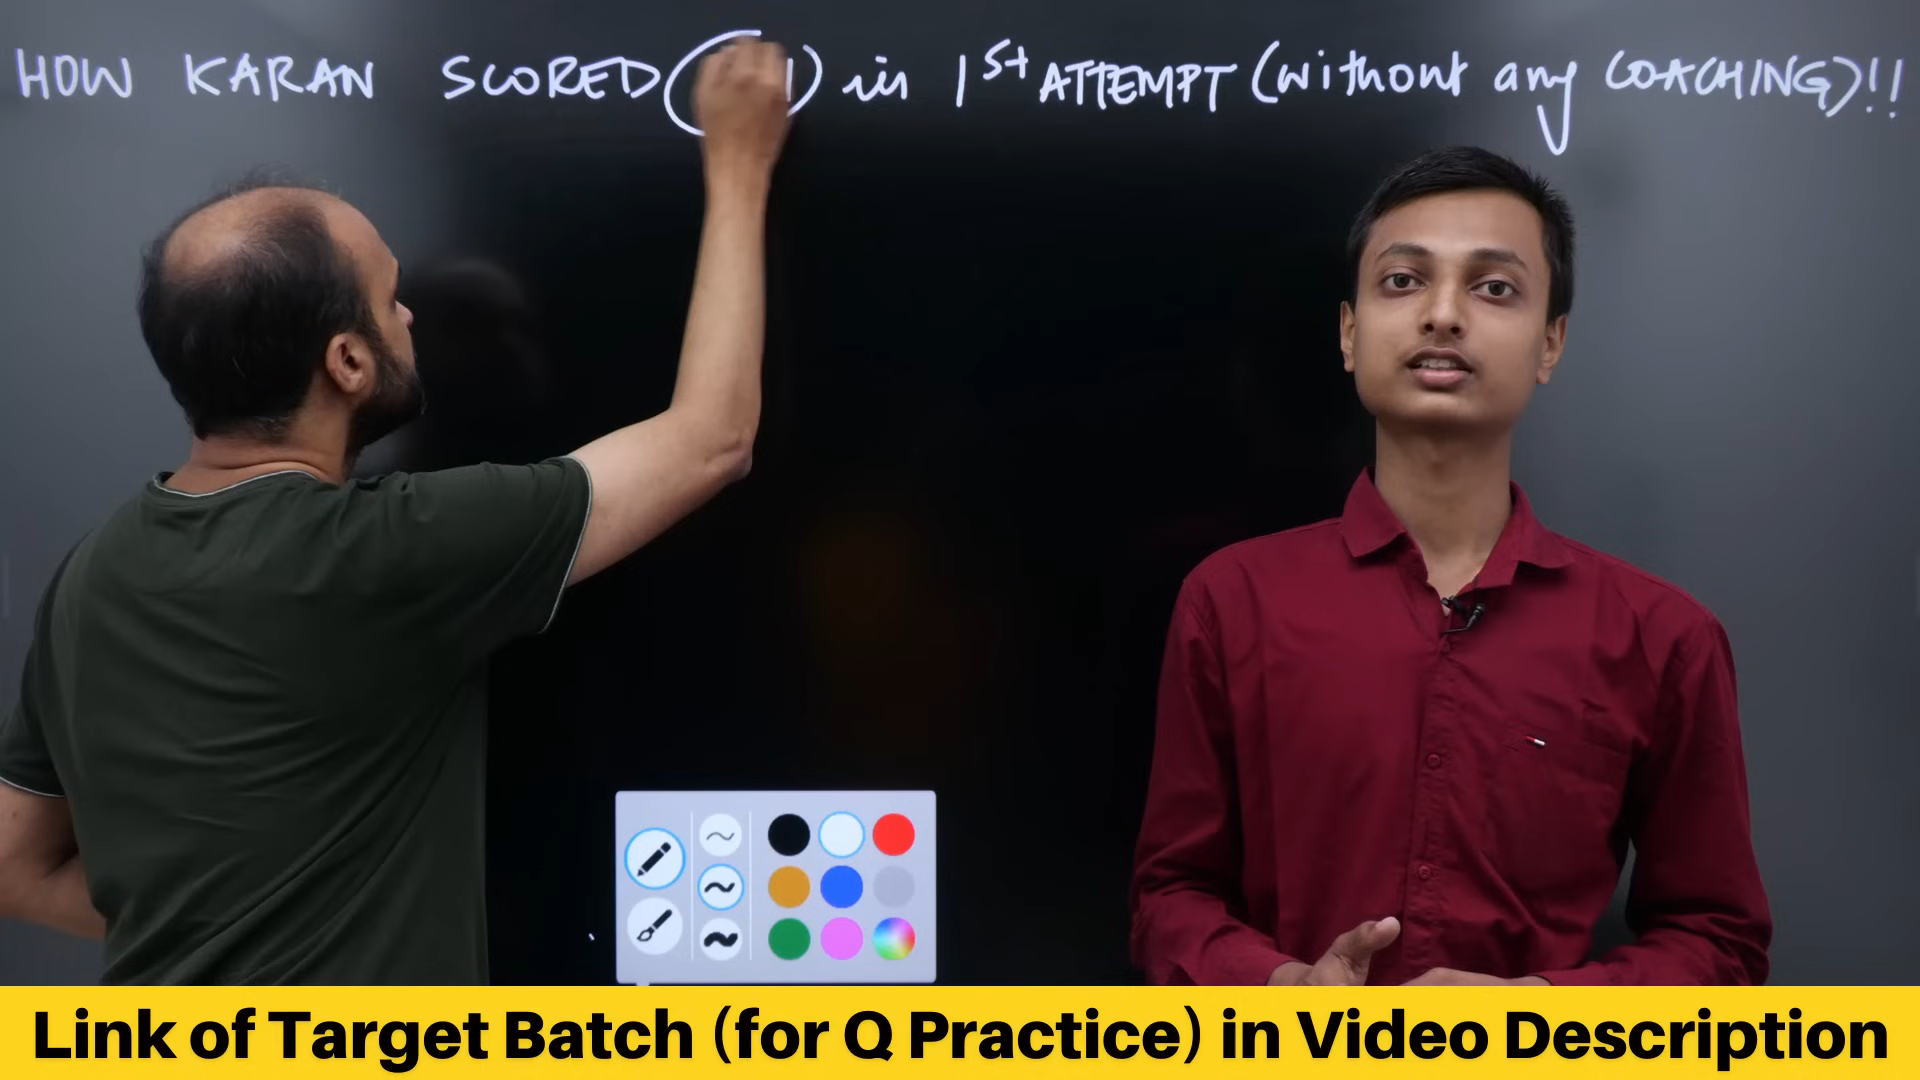 HOW KARAN SCORED ( ) in 1st ATTEMPT (without any COACHING)!!
Link of Target Batch (for Q Practice) in Video Description